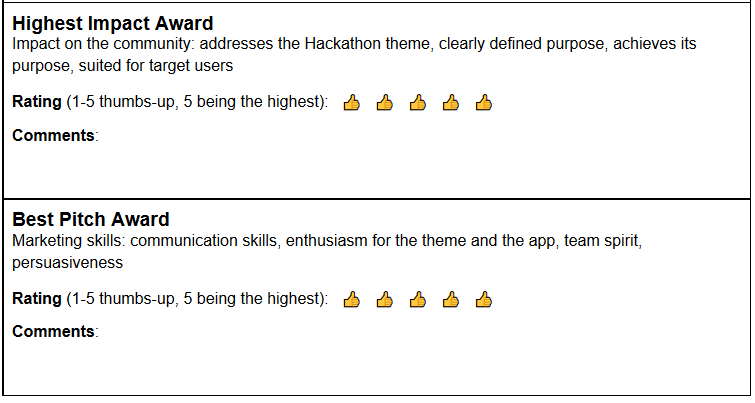 Highest Impact Award
Impact on the community: addresses the Hackathon theme, clearly defined purpose, achieves its
purpose, suited for target users
Rating (1-5 thumbs-up, 5 being the highest): 👍 👍 👍 👍 👍
Comments:
Best Pitch Award
Marketing skills: communication skills, enthusiasm for the theme and the app, team spirit,
persuasiveness
Rating (1-5 thumbs-up, 5 being the highest): 👍 👍 👍 👍 👍
Comments: